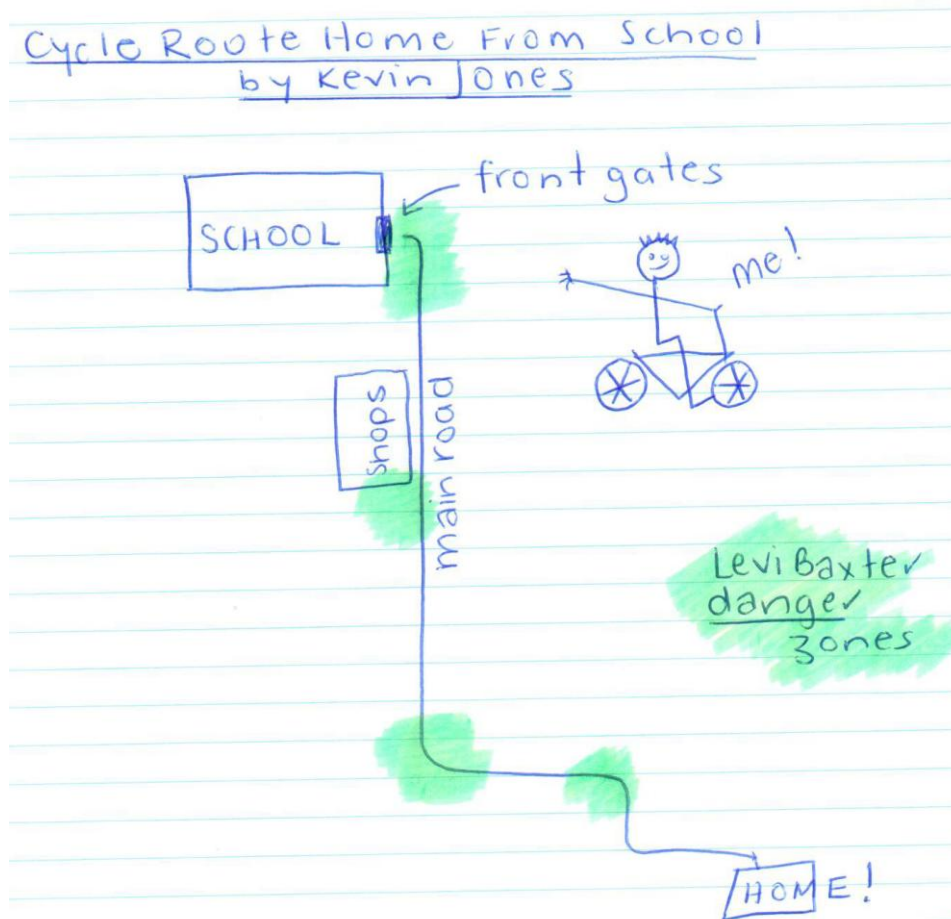 Cycle Roote Home From School
by Kevin Jones
front gates
SCHOOL
me!
Shops
main road
Levi Baxter
danger
zones
HOME!